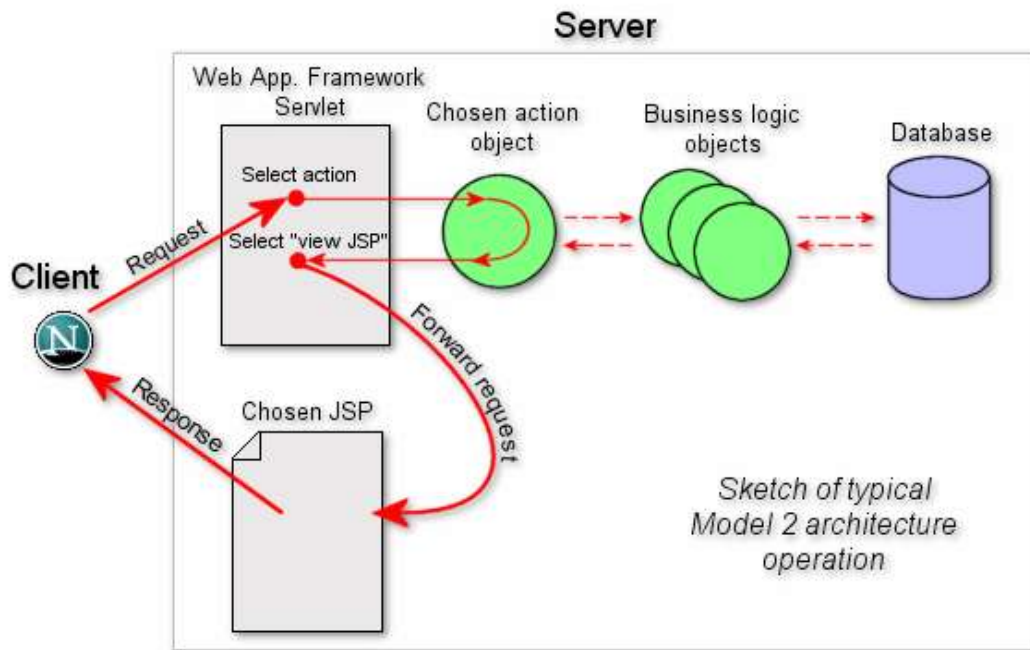 Server
Web App. Framework
Servlet
Chosen action
object
Business logic
objects
Database
Select action
Select "view JSP"
Request
Client
N
Forward request
Response
Chosen JSP
Sketch of typical
Model 2 architecture
operation